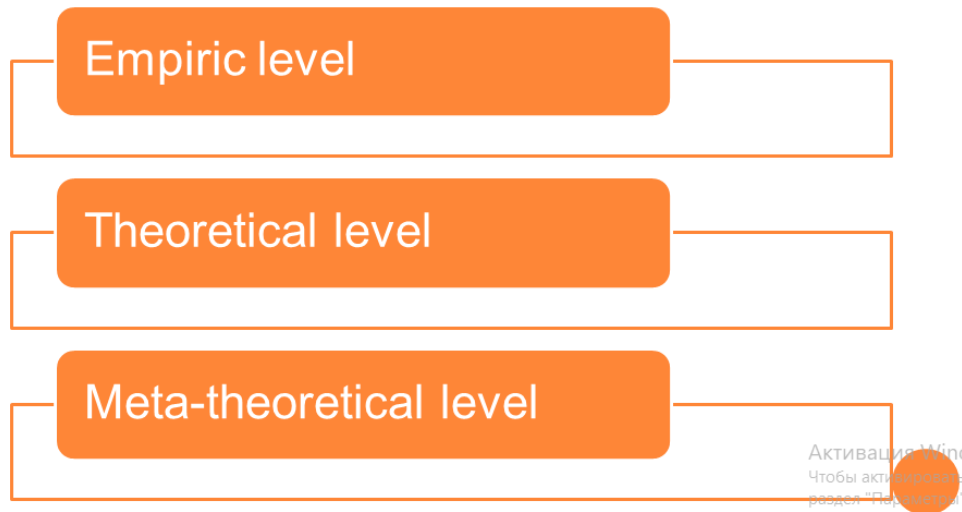 Empiric level
Theoretical level
Meta-theoretical level
Активация
Чтобы
раздел